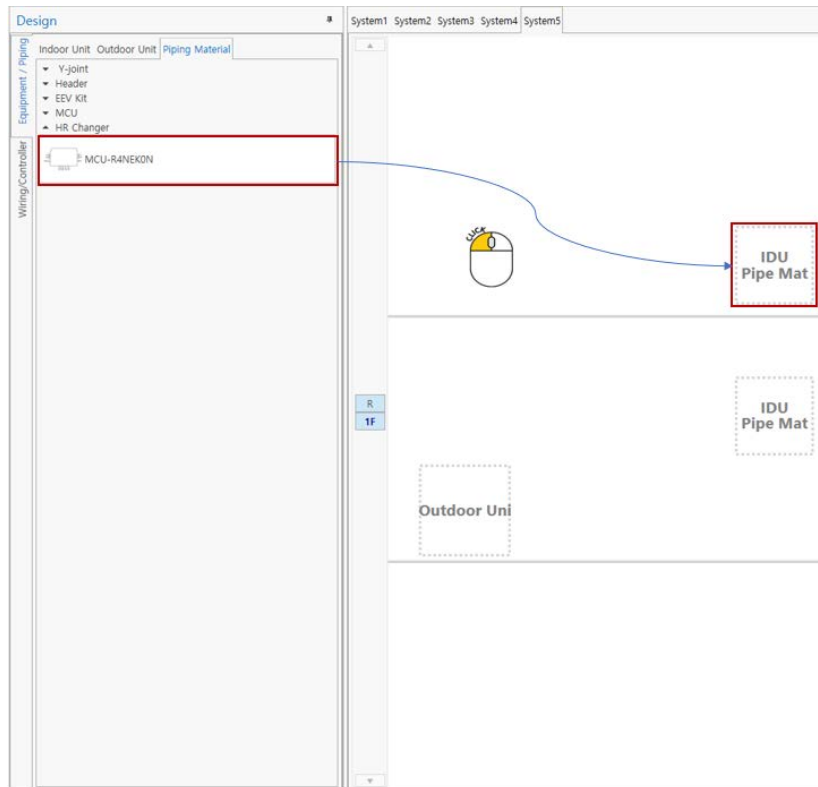 Design
System1 System2 System3 System4 System5
Equipment / Piping
Wiring/Controller
Indoor Unit Outdoor Unit Piping Material
Y-joint
Header
EEV Kit
MCU
HR Changer
MCU-R4NEK0N
CLICK
IDU
Pipe Mat
R
1F
IDU
Pipe Mat
Outdoor Uni